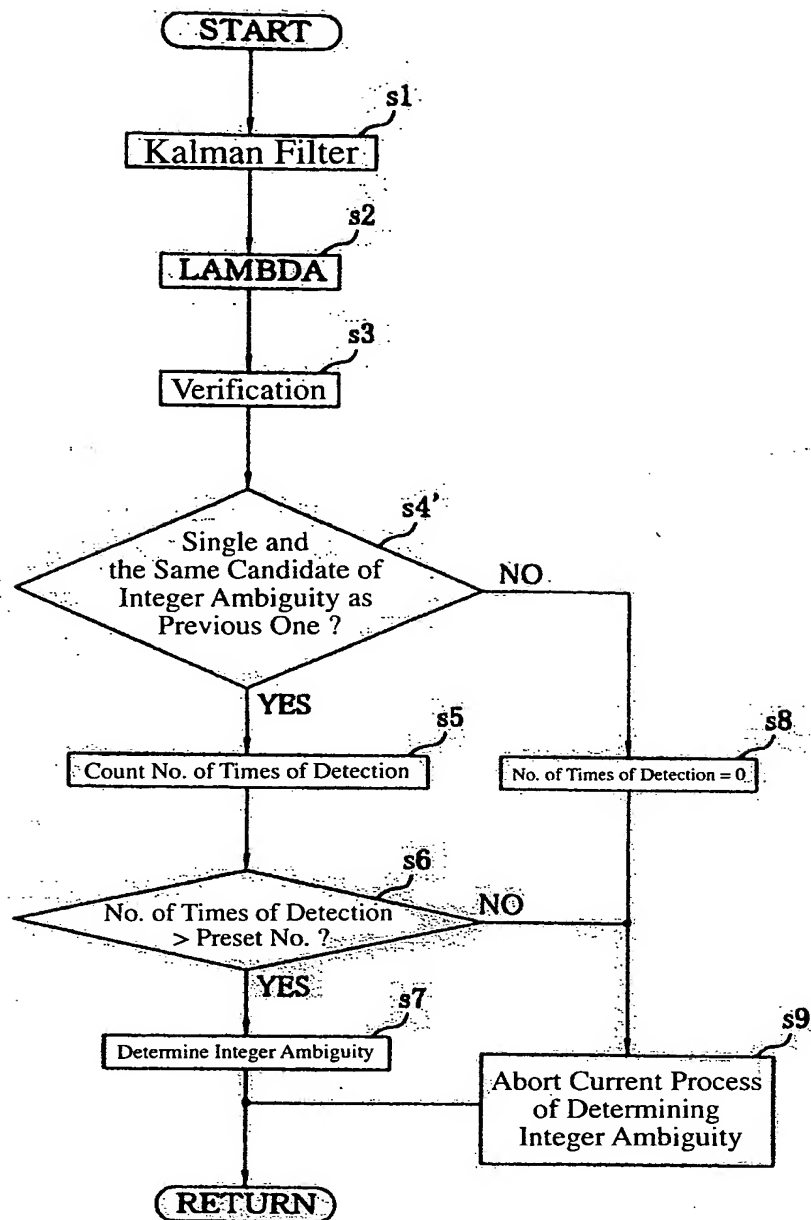 START
s1
Kalman Filter
s2
LAMBDA
s3
Verification
s4'
Single and
the Same Candidate of
Integer Ambiguity as
Previous One ?
NO
YES
s5
Count No. of Times of Detection
s8
No. of Times of Detection = 0
s6
No. of Times of Detection
> Preset No. ?
NO
YES
s7
Determine Integer Ambiguity
s9
Abort Current Process
of Determining
Integer Ambiguity
RETURN